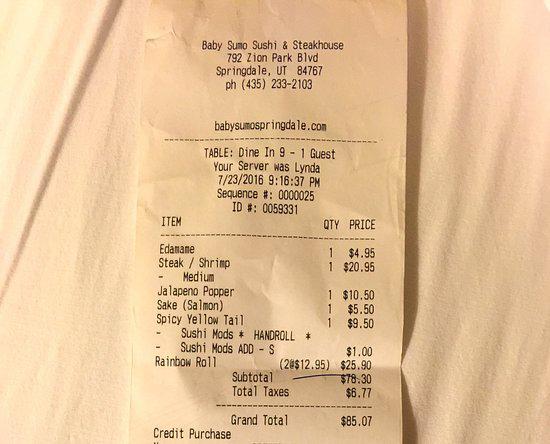 Baby Sumo Sushi & Steakhouse
792 Zion Park Blvd
Springdale, UT 84767
ph (435) 233-2103
babysumospringdale.com
TABLE: Dine In 9 - 1 Guest
Your Server was Lynda
7/23/2016 9:16:37 PM
Sequence #: 0000025
ID #: 0059331
ITEM QTY PRICE
Edamame 1 $4.95
Steak / Shrimp 1 $20.95
- Medium
Jalapeno Popper 1 $10.50
Sake (Salmon) 1 $5.50
Spicy Yellow Tail 1 $9.50
- Sushi Mods * HANDROLL *
- Sushi Mods ADD - S $1.00
Rainbow Roll (2@$12.95) $25.90
Subtotal $78.30
Total Taxes $6.77
Grand Total $85.07
Credit Purchase